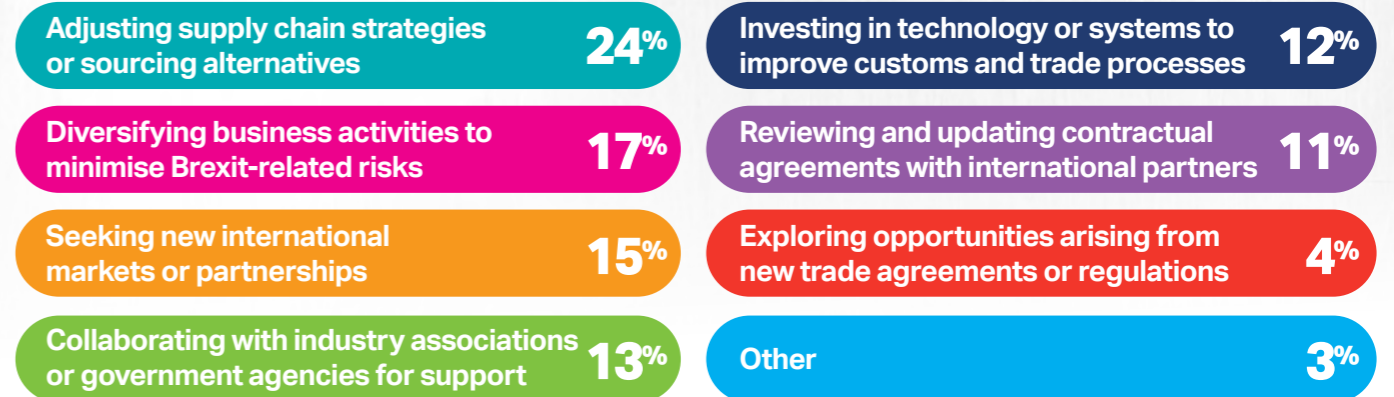 Adjusting supply chain strategies
or sourcing alternatives
24%
Diversifying business activities to
minimise Brexit-related risks
17%
Seeking new international
markets or partnerships
15%
Collaborating with industry associations
or government agencies for support
13%
Investing in technology or systems to
improve customs and trade processes
12%
Reviewing and updating contractual
agreements with international partners
11%
Exploring opportunities arising from
new trade agreements or regulations
4%
Other
3%